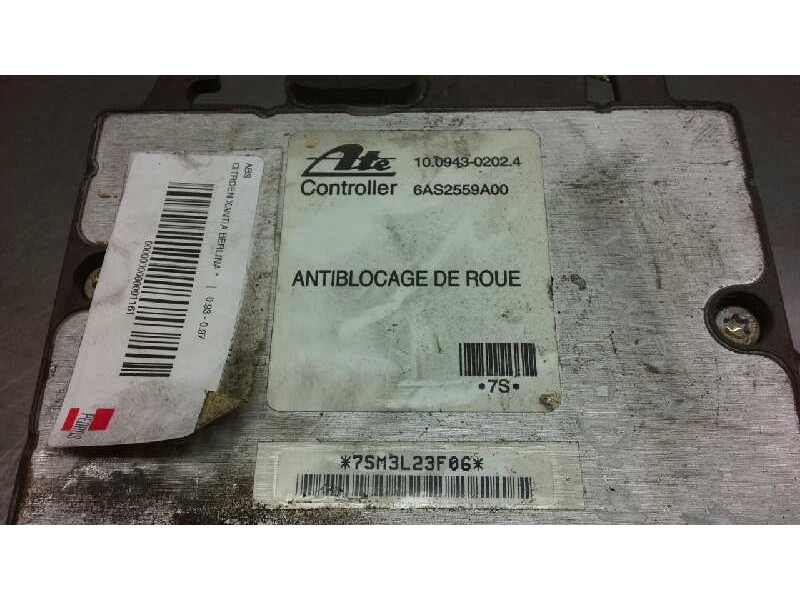 Ate 10.0943-0202.4
Controller 6AS2559A00
ANTIBLOCAGE DE ROUE
*7S*
*7SM3L23F06*
ABS
CITROEN XANTIA BERLINA * | 0.93 - 0.97